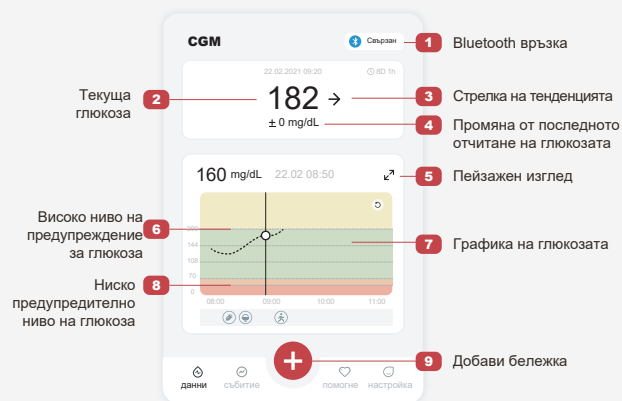 CGM
Свързан
1
Bluetooth връзка
22.02.2021 09:20
8D 1h
Текуща
глюкоза
2
182
3
Стрелка на тенденцията
± 0 mg/dL
4
Промяна от последното
отчитане на глюкозата
160 mg/dL
22.02 08:50
5
Пейзажен изглед
Високо ниво на
предупреждение
за глюкоза
6
144
108
70
0
7
Графика на глюкозата
Ниско
предупредително
ниво на глюкоза
8
08:00
09:00
10:00
11:00
9
Добави бележка
данни
събитие
помогне
настройка